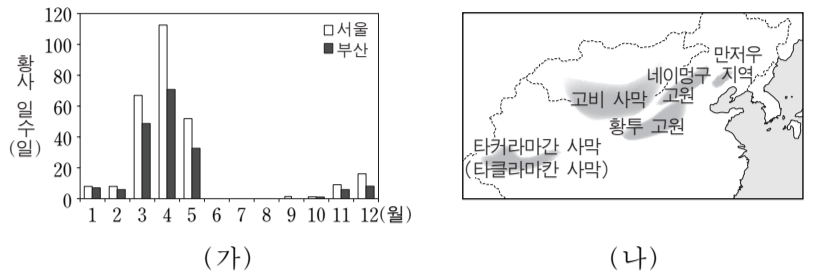 120
100
80
60
40
20
0
황사 일수(일)
서울
부산
1 2 3 4 5 6 7 8 9 10 11 12(월)
(가)
만저우
지역
네이멍구
고원
고비 사막
황투 고원
타커라마간 사막
(타클라마칸 사막)
(나)